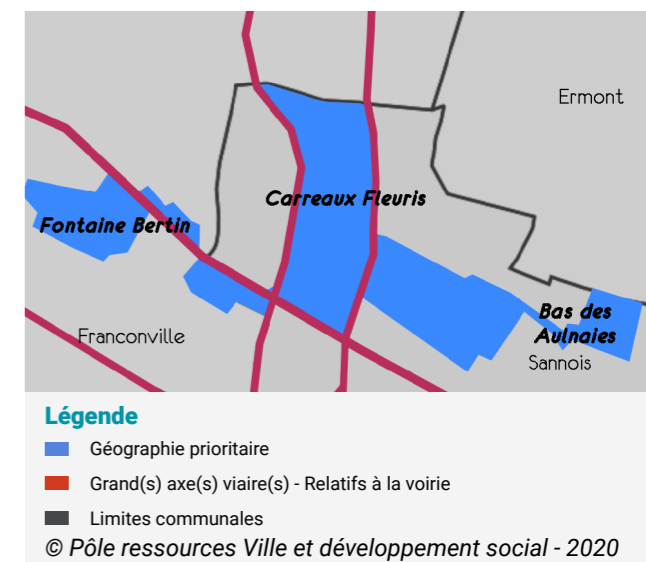 Ermont
Carreaux Fleuris
Fontaine Bertin
Bas des
Aulnaies
Franconville
Sannois
Légende
Géographie prioritaire
Grand(s) axe(s) viaire(s) - Relatifs à la voirie
Limites communales
© Pôle ressources Ville et développement social - 2020